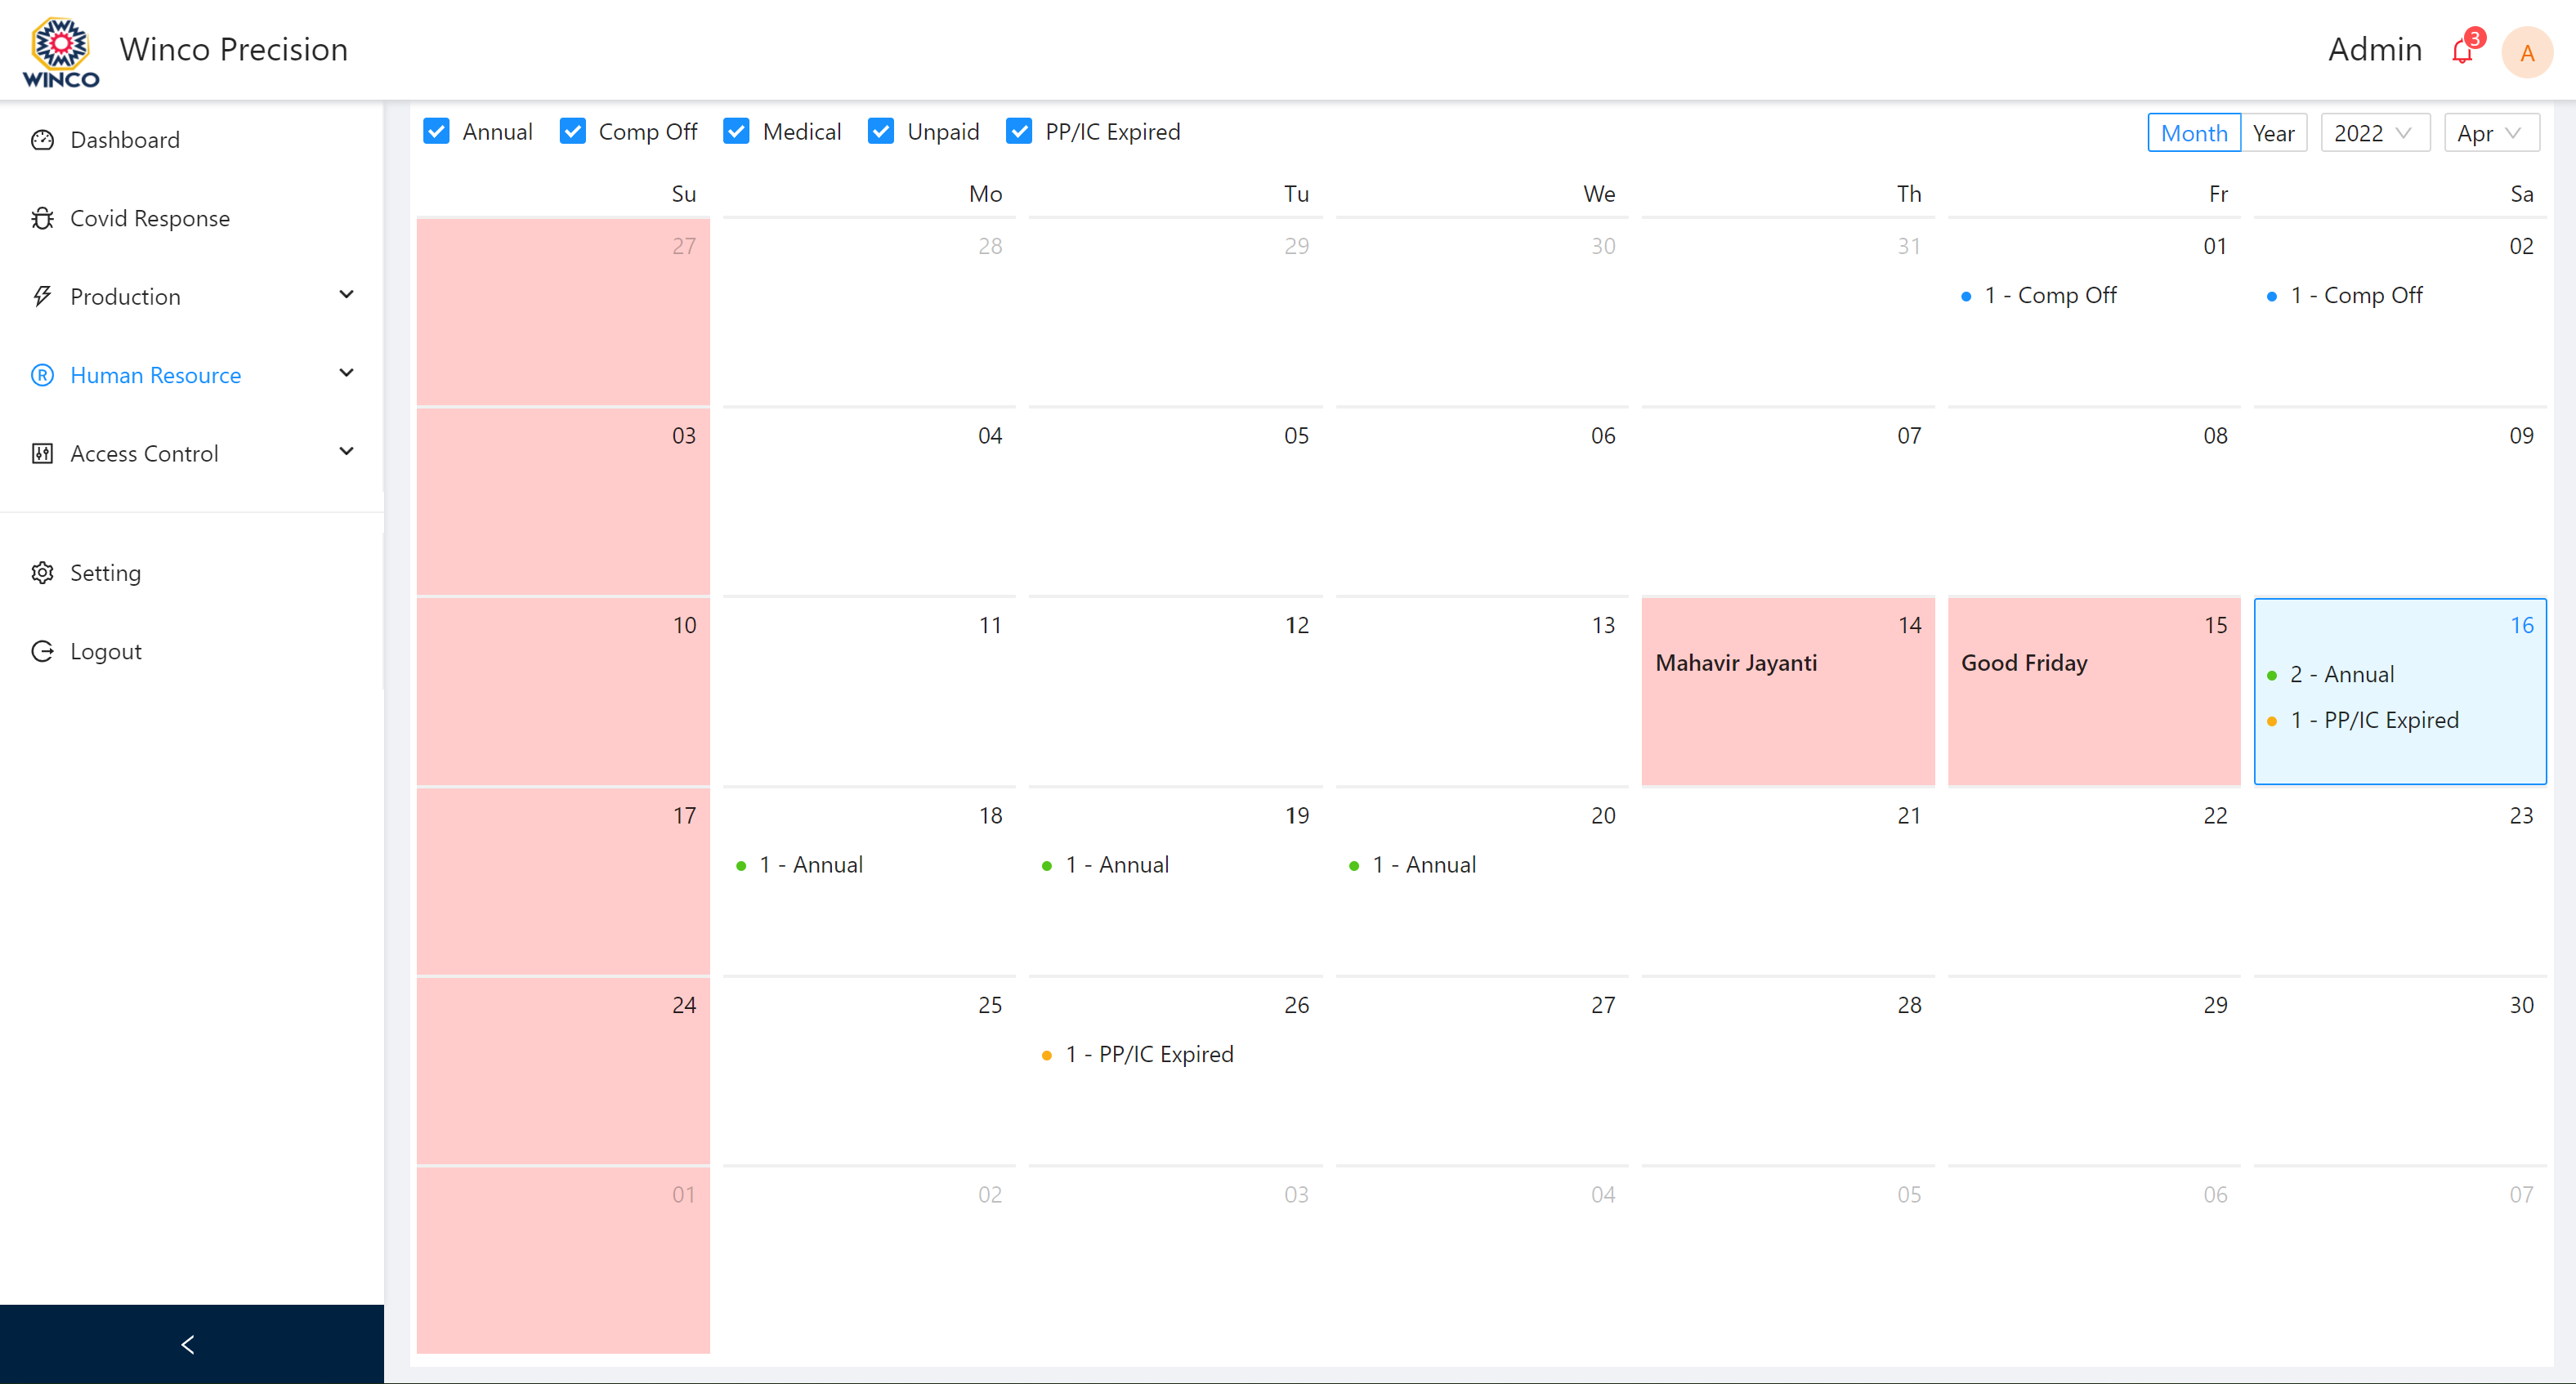 WINCO
Winco Precision
Admin
3
A
Dashboard
Covid Response
Production
Human Resource
Access Control
Setting
Logout
Annual Comp Off Medical Unpaid PP/IC Expired
Month Year 2022 Apr
Su Mo Tu We Th Fr Sa
27 28 29 30 31 01 02
1 - Comp Off 1 - Comp Off
03 04 05 06 07 08 09
10 11 12 13 14 15 16
Mahavir Jayanti Good Friday 2 - Annual
1 - PP/IC Expired
17 18 19 20 21 22 23
1 - Annual 1 - Annual 1 - Annual
24 25 26 27 28 29 30
1 - PP/IC Expired
01 02 03 04 05 06 07